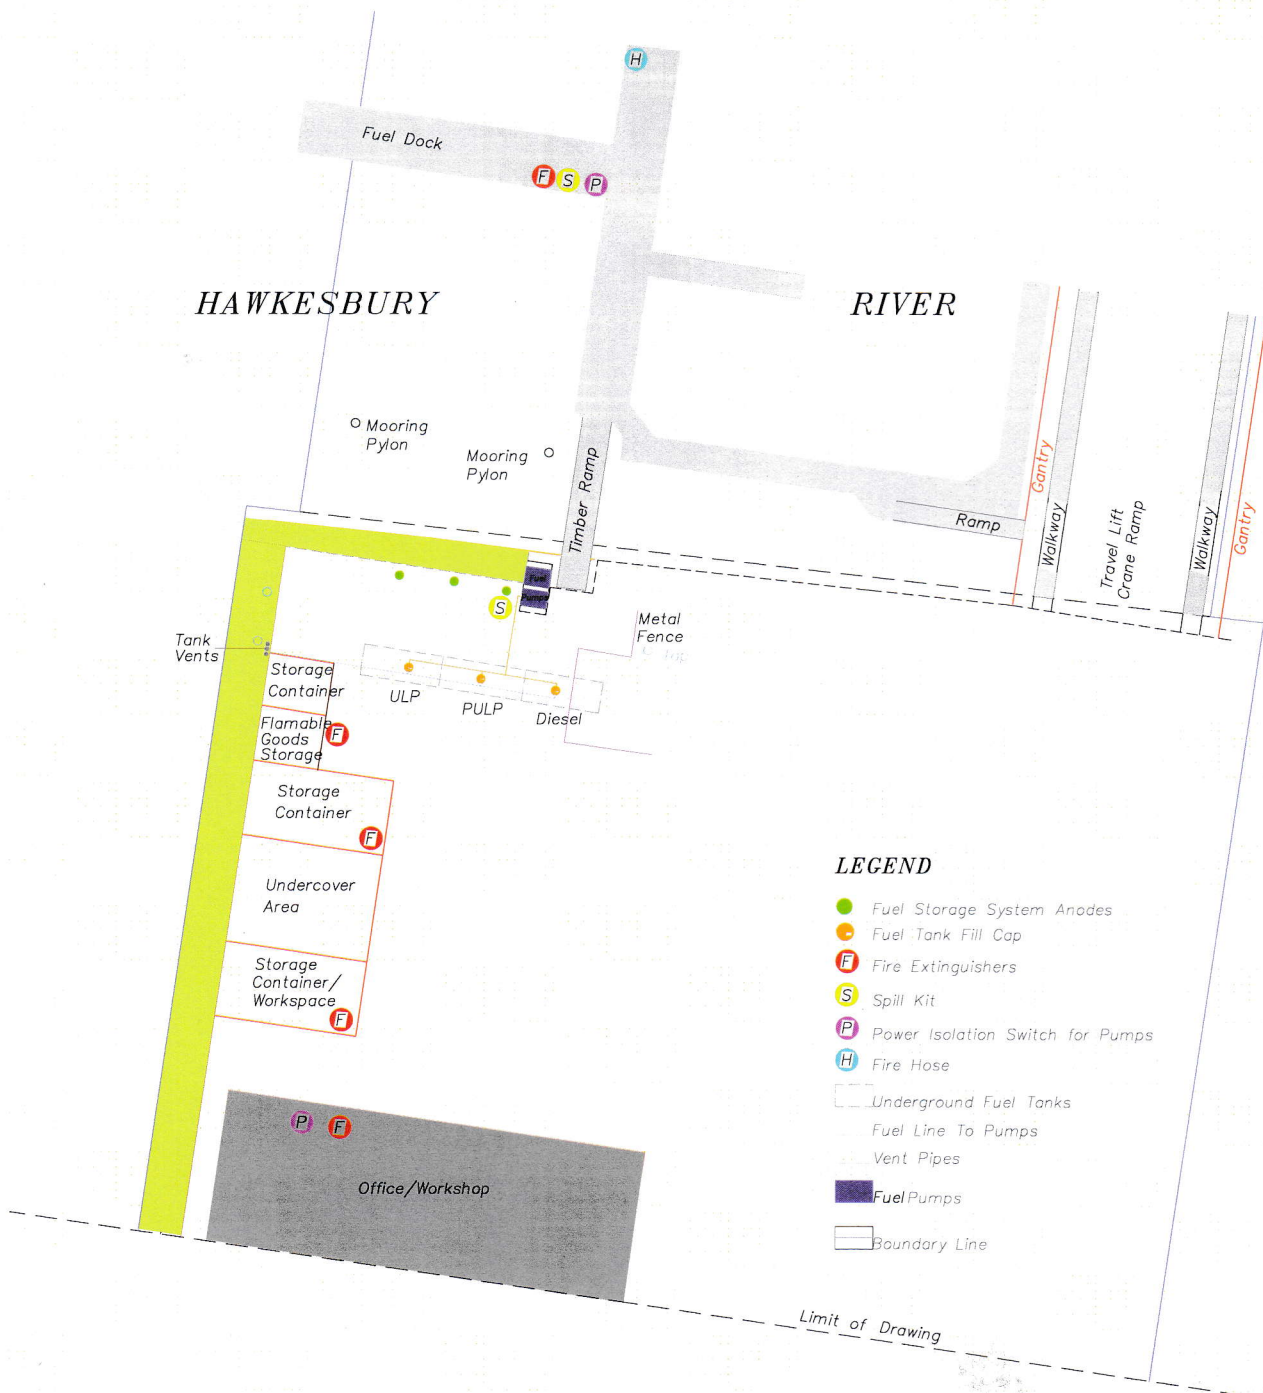 H
Fuel Dock
F S P
HAWKESBURY
RIVER
Mooring
Pylon
Mooring
Pylon
Timber Ramp
Ramp
Gantry
Walkway
Travel Lift
Crane Ramp
Walkway
Gantry
Fuel
Pumps
S
Metal
Fence
Tank
Vents
Storage
Container
ULP
PULP
Diesel
Flamable
Goods
Storage
F
Storage
Container
F
Undercover
Area
Storage
Container/
Workspace
F
P F
Office/Workshop
LEGEND
Fuel Storage System Anodes
Fuel Tank Fill Cap
F Fire Extinguishers
S Spill Kit
P Power Isolation Switch for Pumps
H Fire Hose
Underground Fuel Tanks
Fuel Line To Pumps
Vent Pipes
Fuel Pumps
Boundary Line
Limit of Drawing